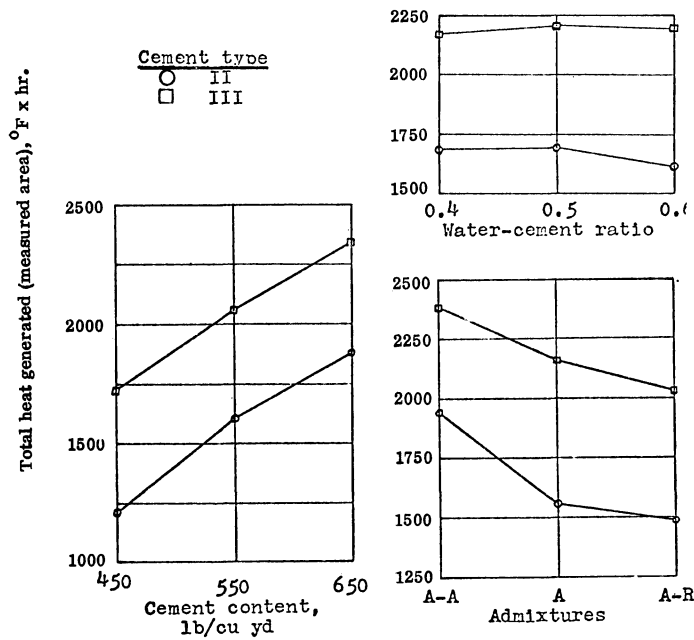 Total heat generated (measured area), °F x hr.
Cement type
II
III
2500
2000
1500
1000
450 550 650
Cement content,
lb/cu yd
2250
2000
1750
1500
0.4 0.5
Water-cement ratio
2500
2250
2000
1750
1500
1250
A-A A A-R
Admixtures